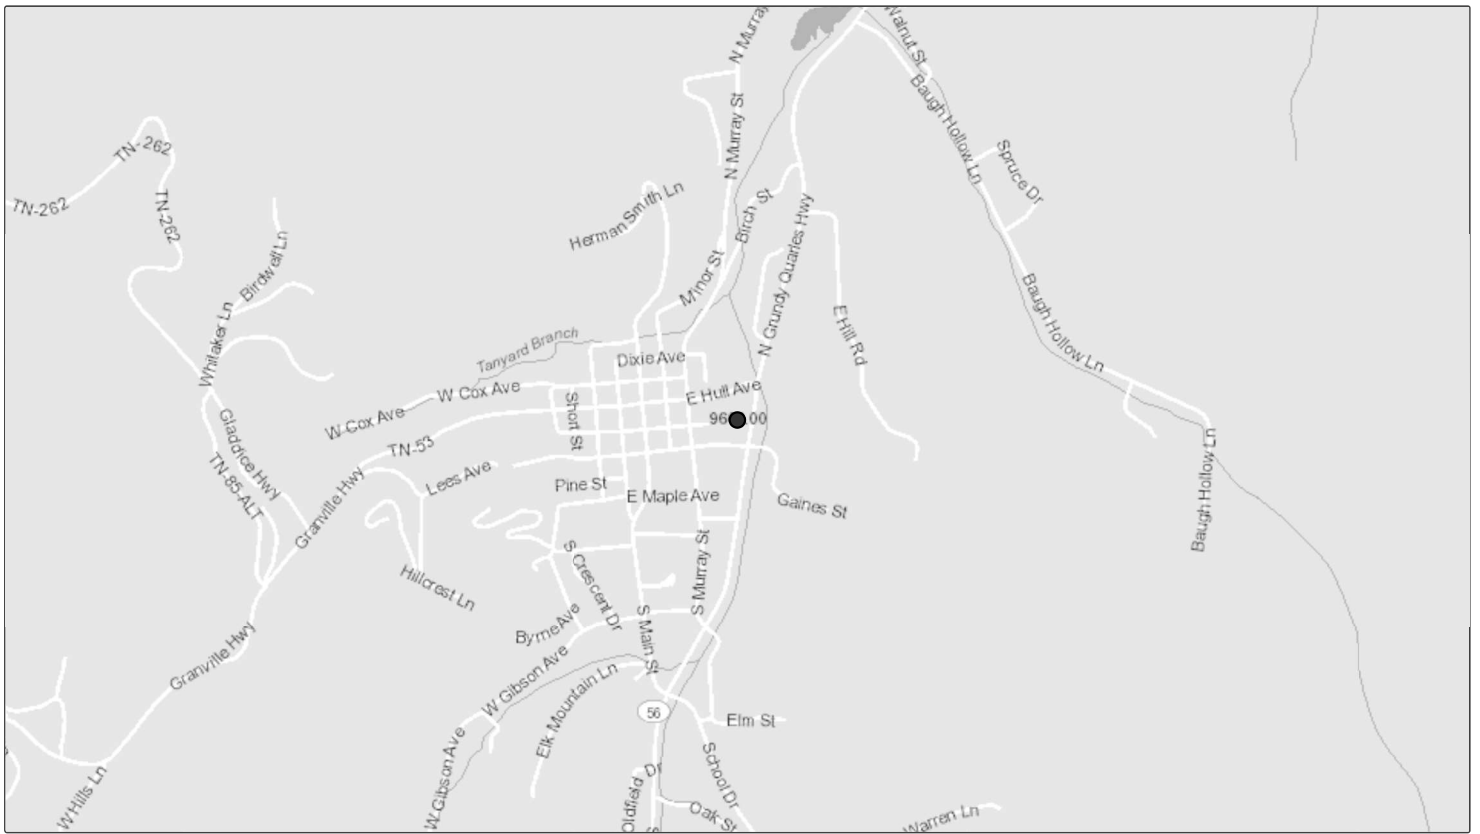 N Murray
Walnut St
TN-262
N Murray St
Baugh Hollow Ln
Spruce Dr
TN-262
TN-262
Herman Smith Ln
Birch St
N Grundy Quarles Hwy
Birdwell Ln
Minor St
Whitaker Ln
E Hill Rd
Baugh Hollow Ln
Tanyard Branch
Dixie Ave
W Cox Ave
E Hull Ave
W Cox Ave
Short St
TN-53
Gladdice Hwy
TN-85-ALT
Lees Ave
Granville Hwy
Pine St
E Maple Ave
Gaines St
Baugh Hollow Ln
S Crescent Dr
S Murray St
Hillcrest Ln
Byrne Ave
S Main St
Granville Hwy
W Gibson Ave
Elk Mountain Ln
56
Elm St
W Gibson Ave
School Dr
W Hills Ln
Oldfield Dr
Oak St
Warren Ln